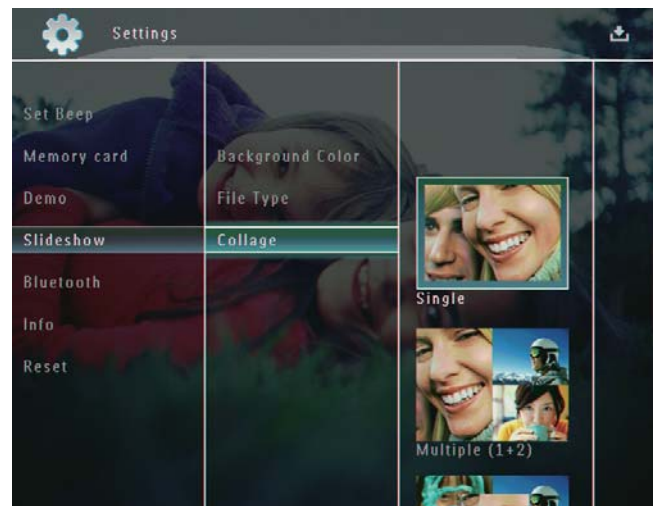 Settings
Set Beep
Memory card
Demo
Slideshow
Bluetooth
Info
Reset
Background Color
File Type
Collage
Single
Multiple (1+2)